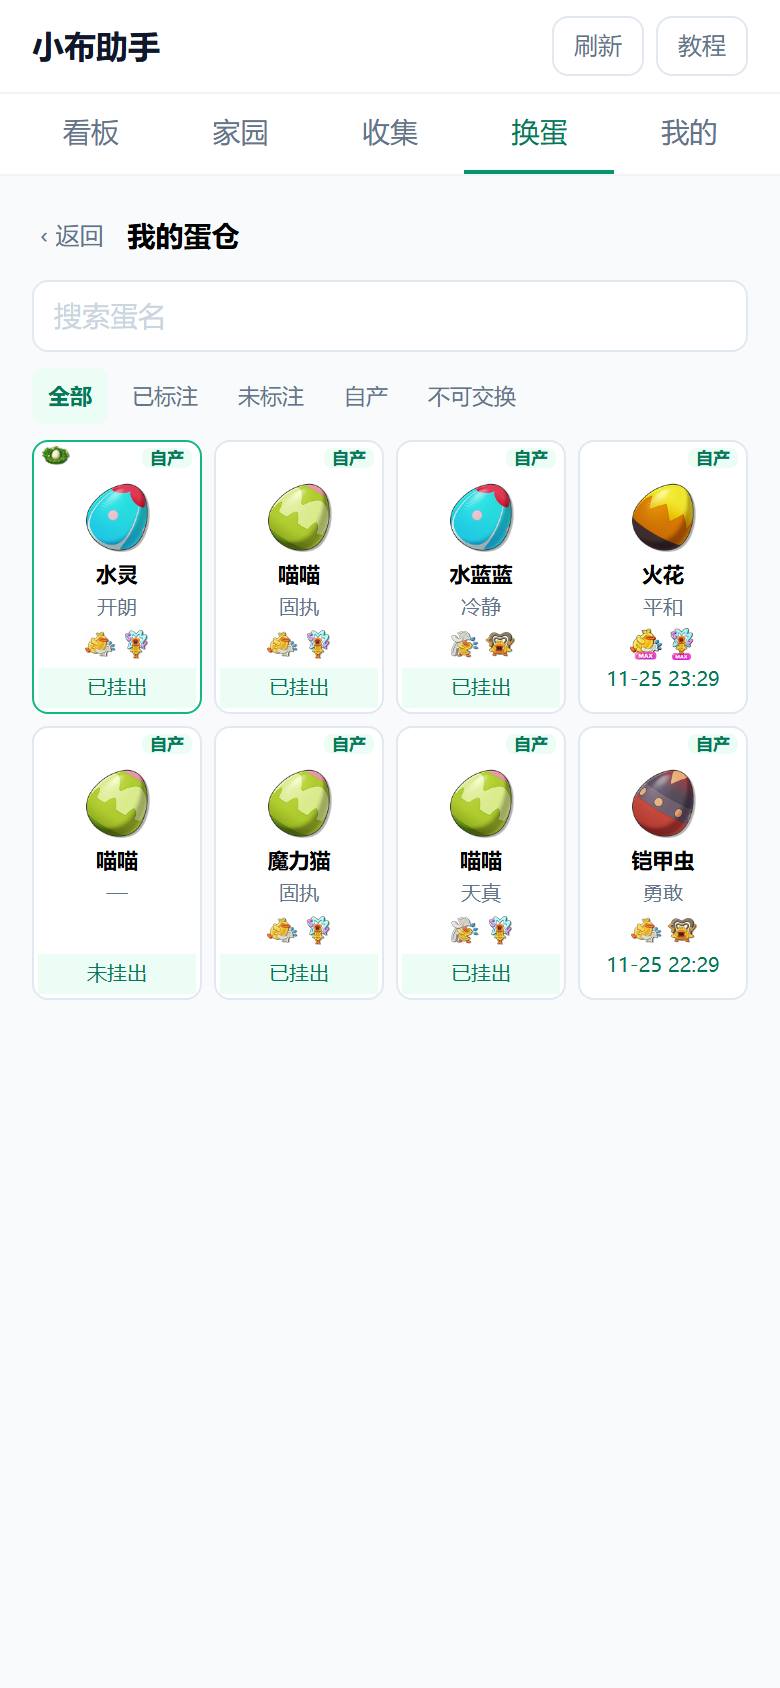 小布助手 刷新 教程
看板 家园 收集 换蛋 我的
‹ 返回 我的蛋仓
搜索蛋名
全部 已标注 未标注 自产 不可交换
自产 自产 自产 自产
水灵 喵喵 水蓝蓝 火花
开朗 固执 冷静 平和
MAX MAX
已挂出 已挂出 已挂出 11-25 23:29
自产 自产 自产 自产
喵喵 魔力猫 喵喵 铠甲虫
— 固执 天真 勇敢
未挂出 已挂出 已挂出 11-25 22:29